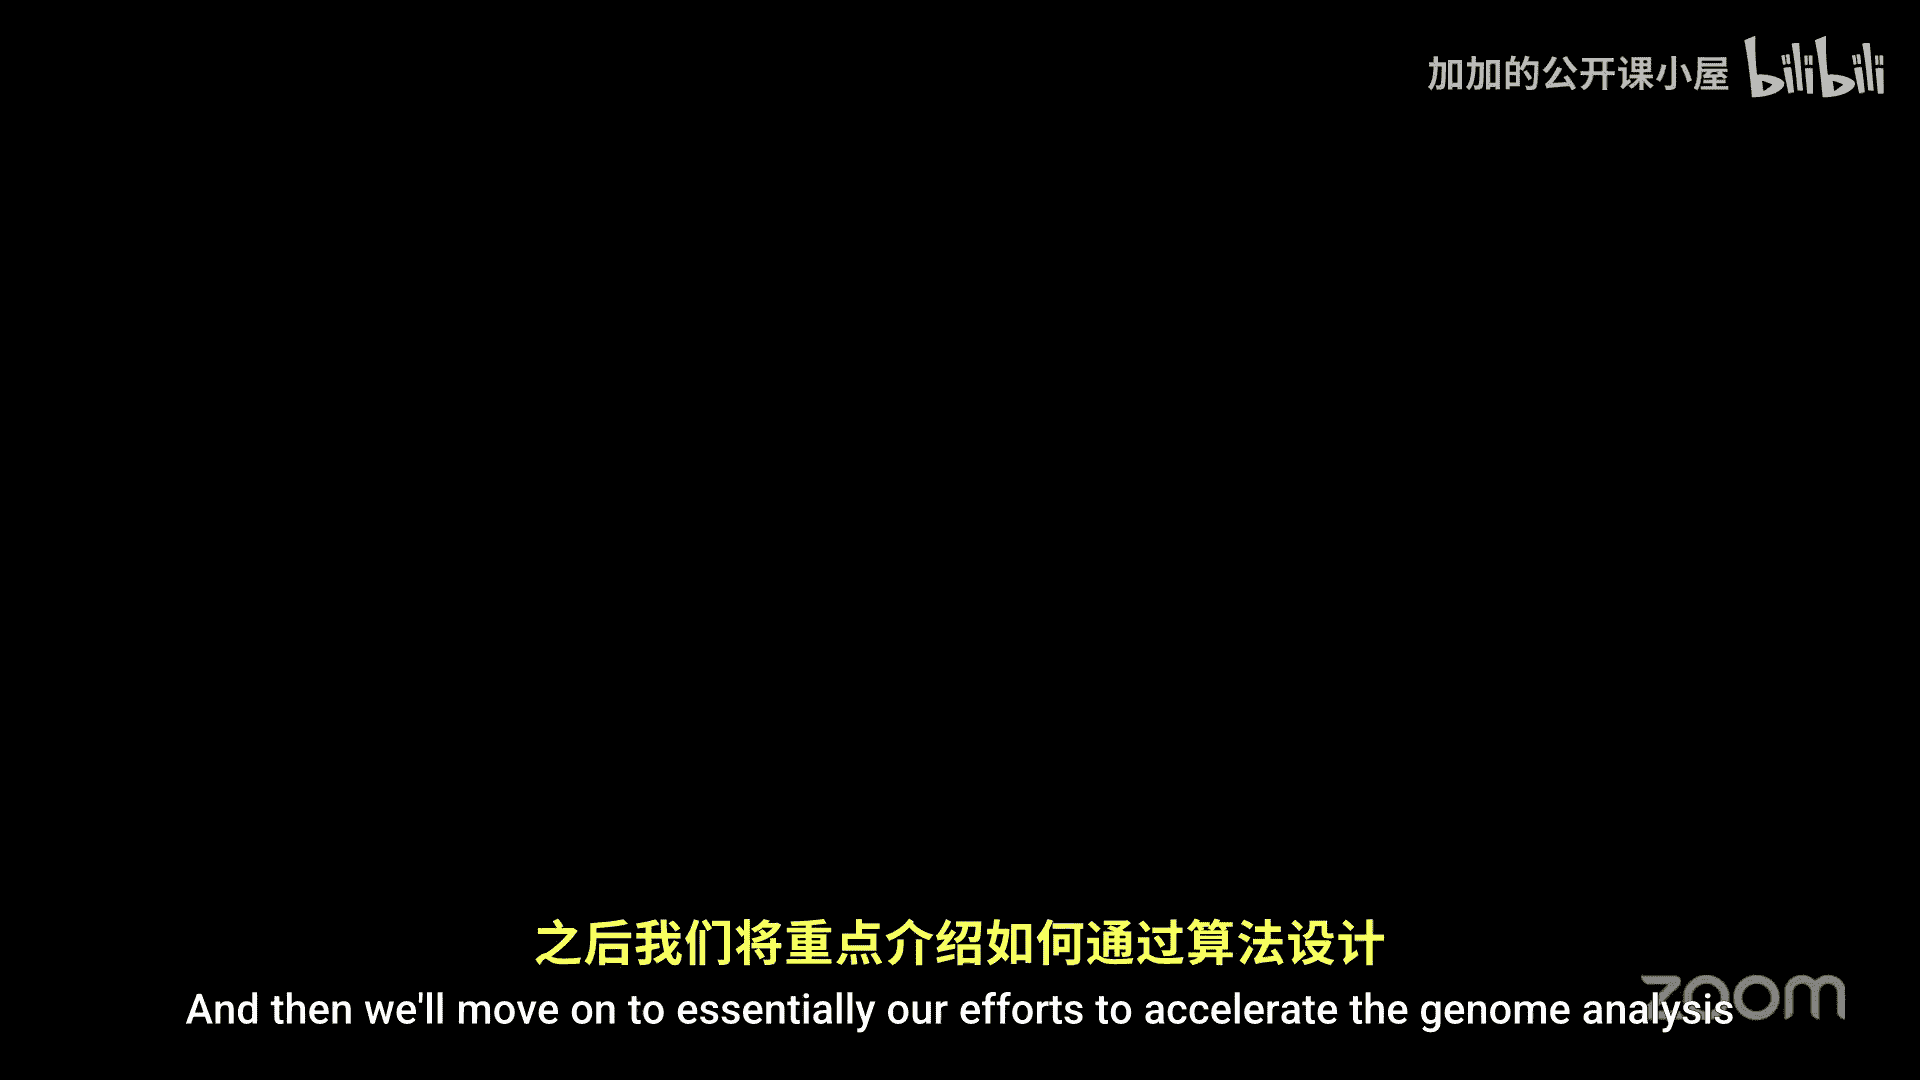 加加的公开课小屋 bilibili
之后我们将重点介绍如何通过算法设计
And then we'll move on to essentially our efforts to accelerate the genome analysis
zoom